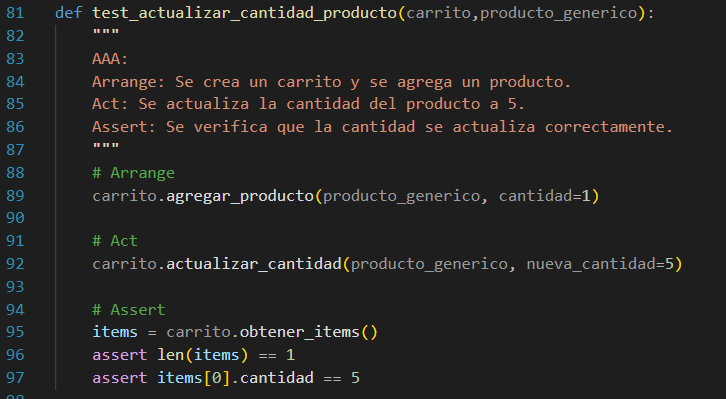 81 def test_actualizar_cantidad_producto(carrito,producto_generico):
82     """
83     AAA:
84     Arrange: Se crea un carrito y se agrega un producto.
85     Act: Se actualiza la cantidad del producto a 5.
86     Assert: Se verifica que la cantidad se actualiza correctamente.
87     """
88     # Arrange
89     carrito.agregar_producto(producto_generico, cantidad=1)
90
91     # Act
92     carrito.actualizar_cantidad(producto_generico, nueva_cantidad=5)
93
94     # Assert
95     items = carrito.obtener_items()
96     assert len(items) == 1
97     assert items[0].cantidad == 5
98